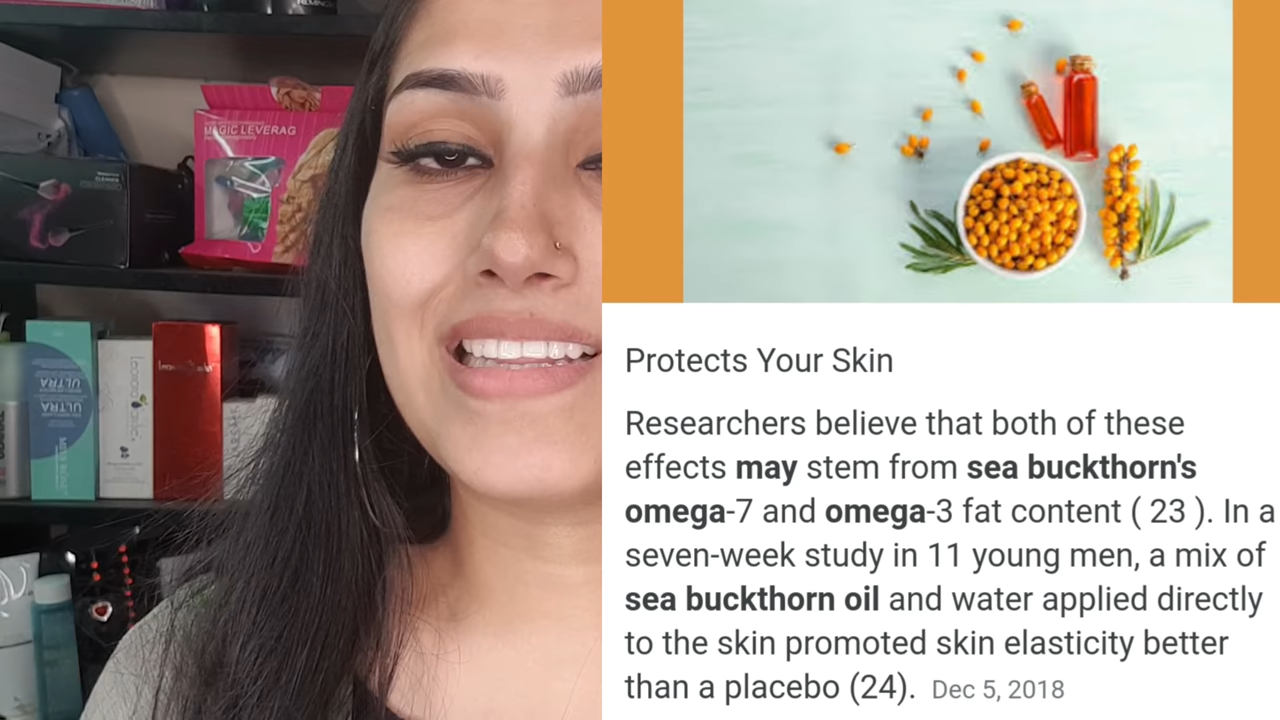 MAGIC LEVERAG
CLEANER
ULTRA
ULTRA
Protects Your Skin
Researchers believe that both of these
effects may stem from sea buckthorn's
omega-7 and omega-3 fat content ( 23 ). In a
seven-week study in 11 young men, a mix of
sea buckthorn oil and water applied directly
to the skin promoted skin elasticity better
than a placebo (24). Dec 5, 2018